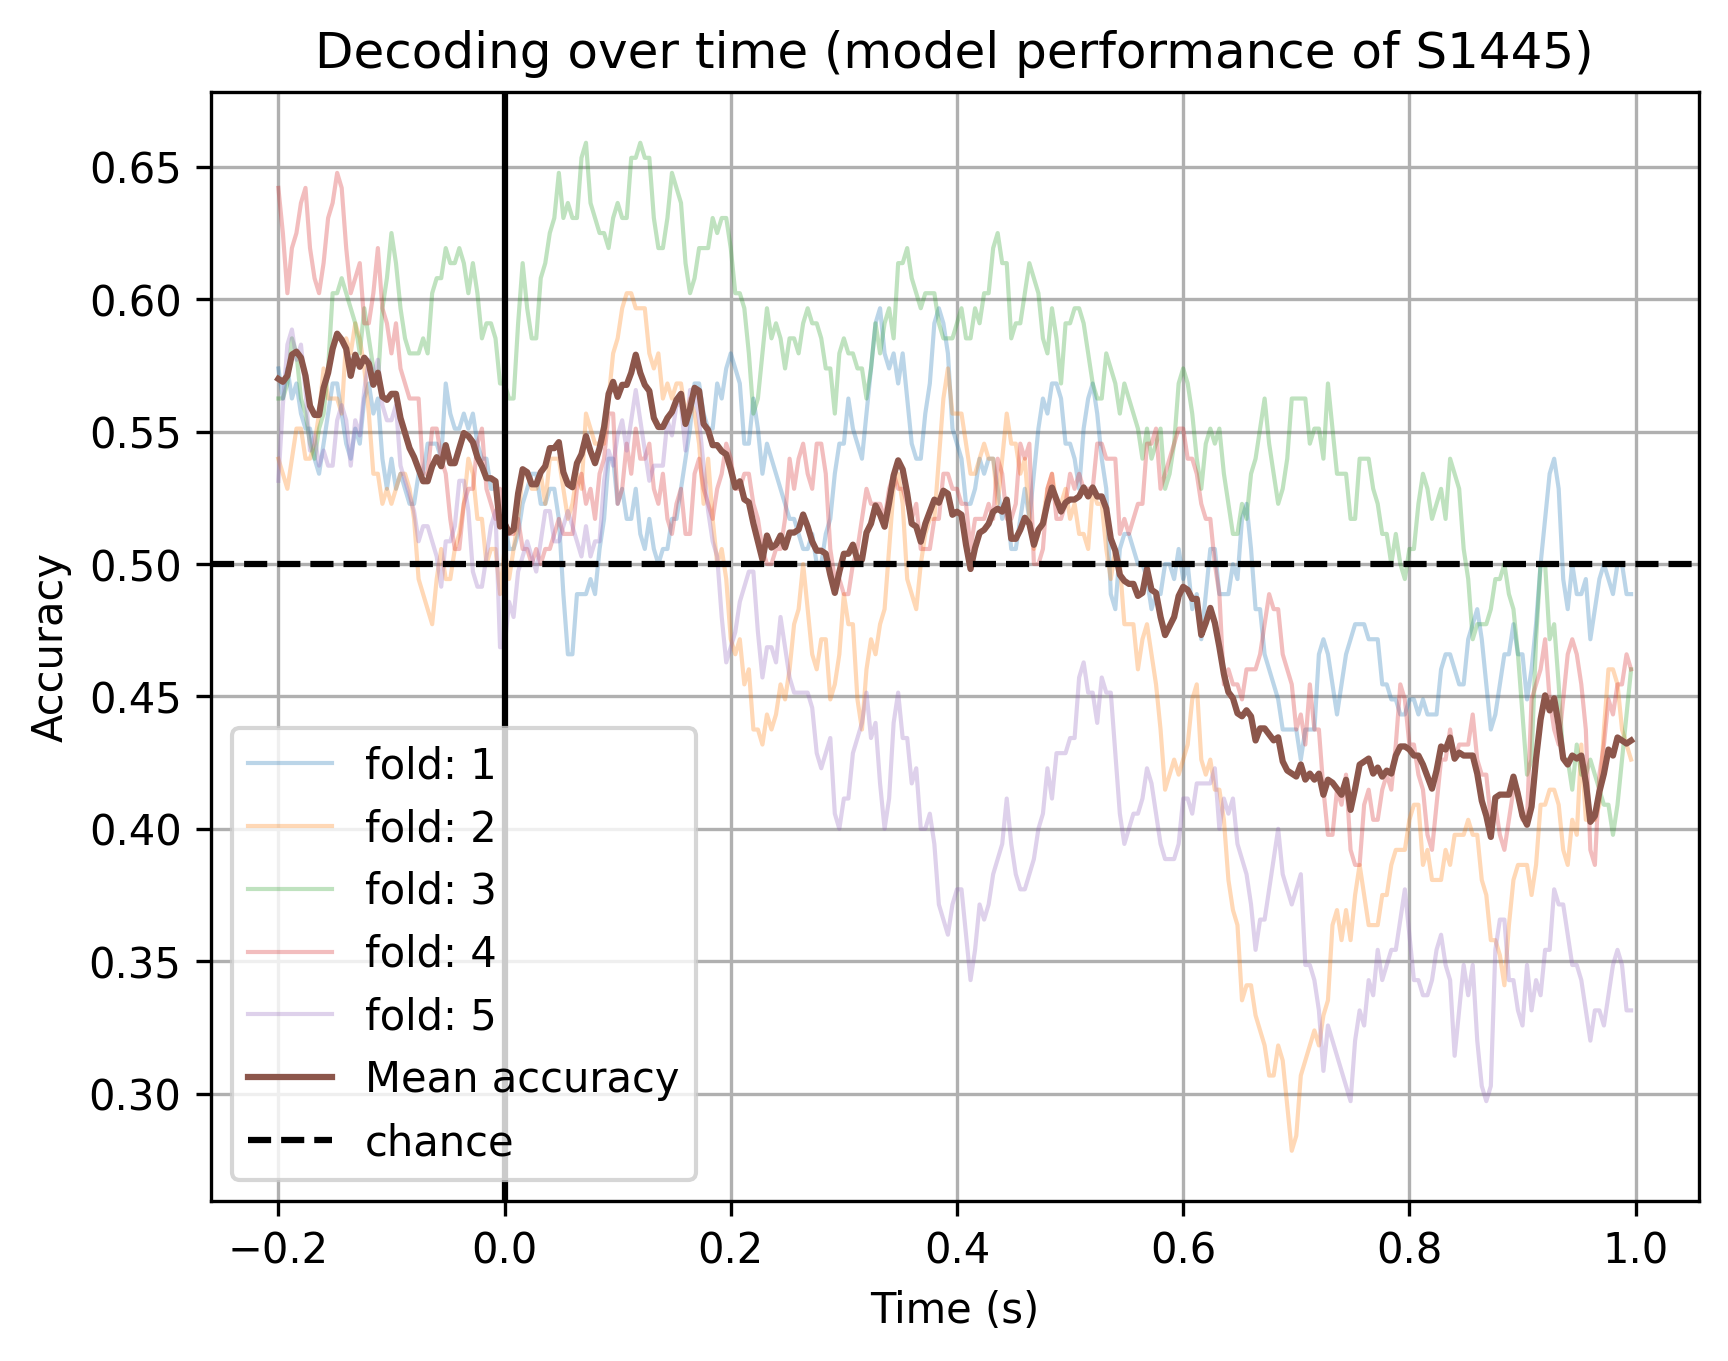 Decoding over time (model performance of S1445)
Accuracy
0.65
0.60
0.55
0.50
0.45
0.40
0.35
0.30
fold: 1
fold: 2
fold: 3
fold: 4
fold: 5
Mean accuracy
chance
−0.2 0.0 0.2 0.4 0.6 0.8 1.0
Time (s)